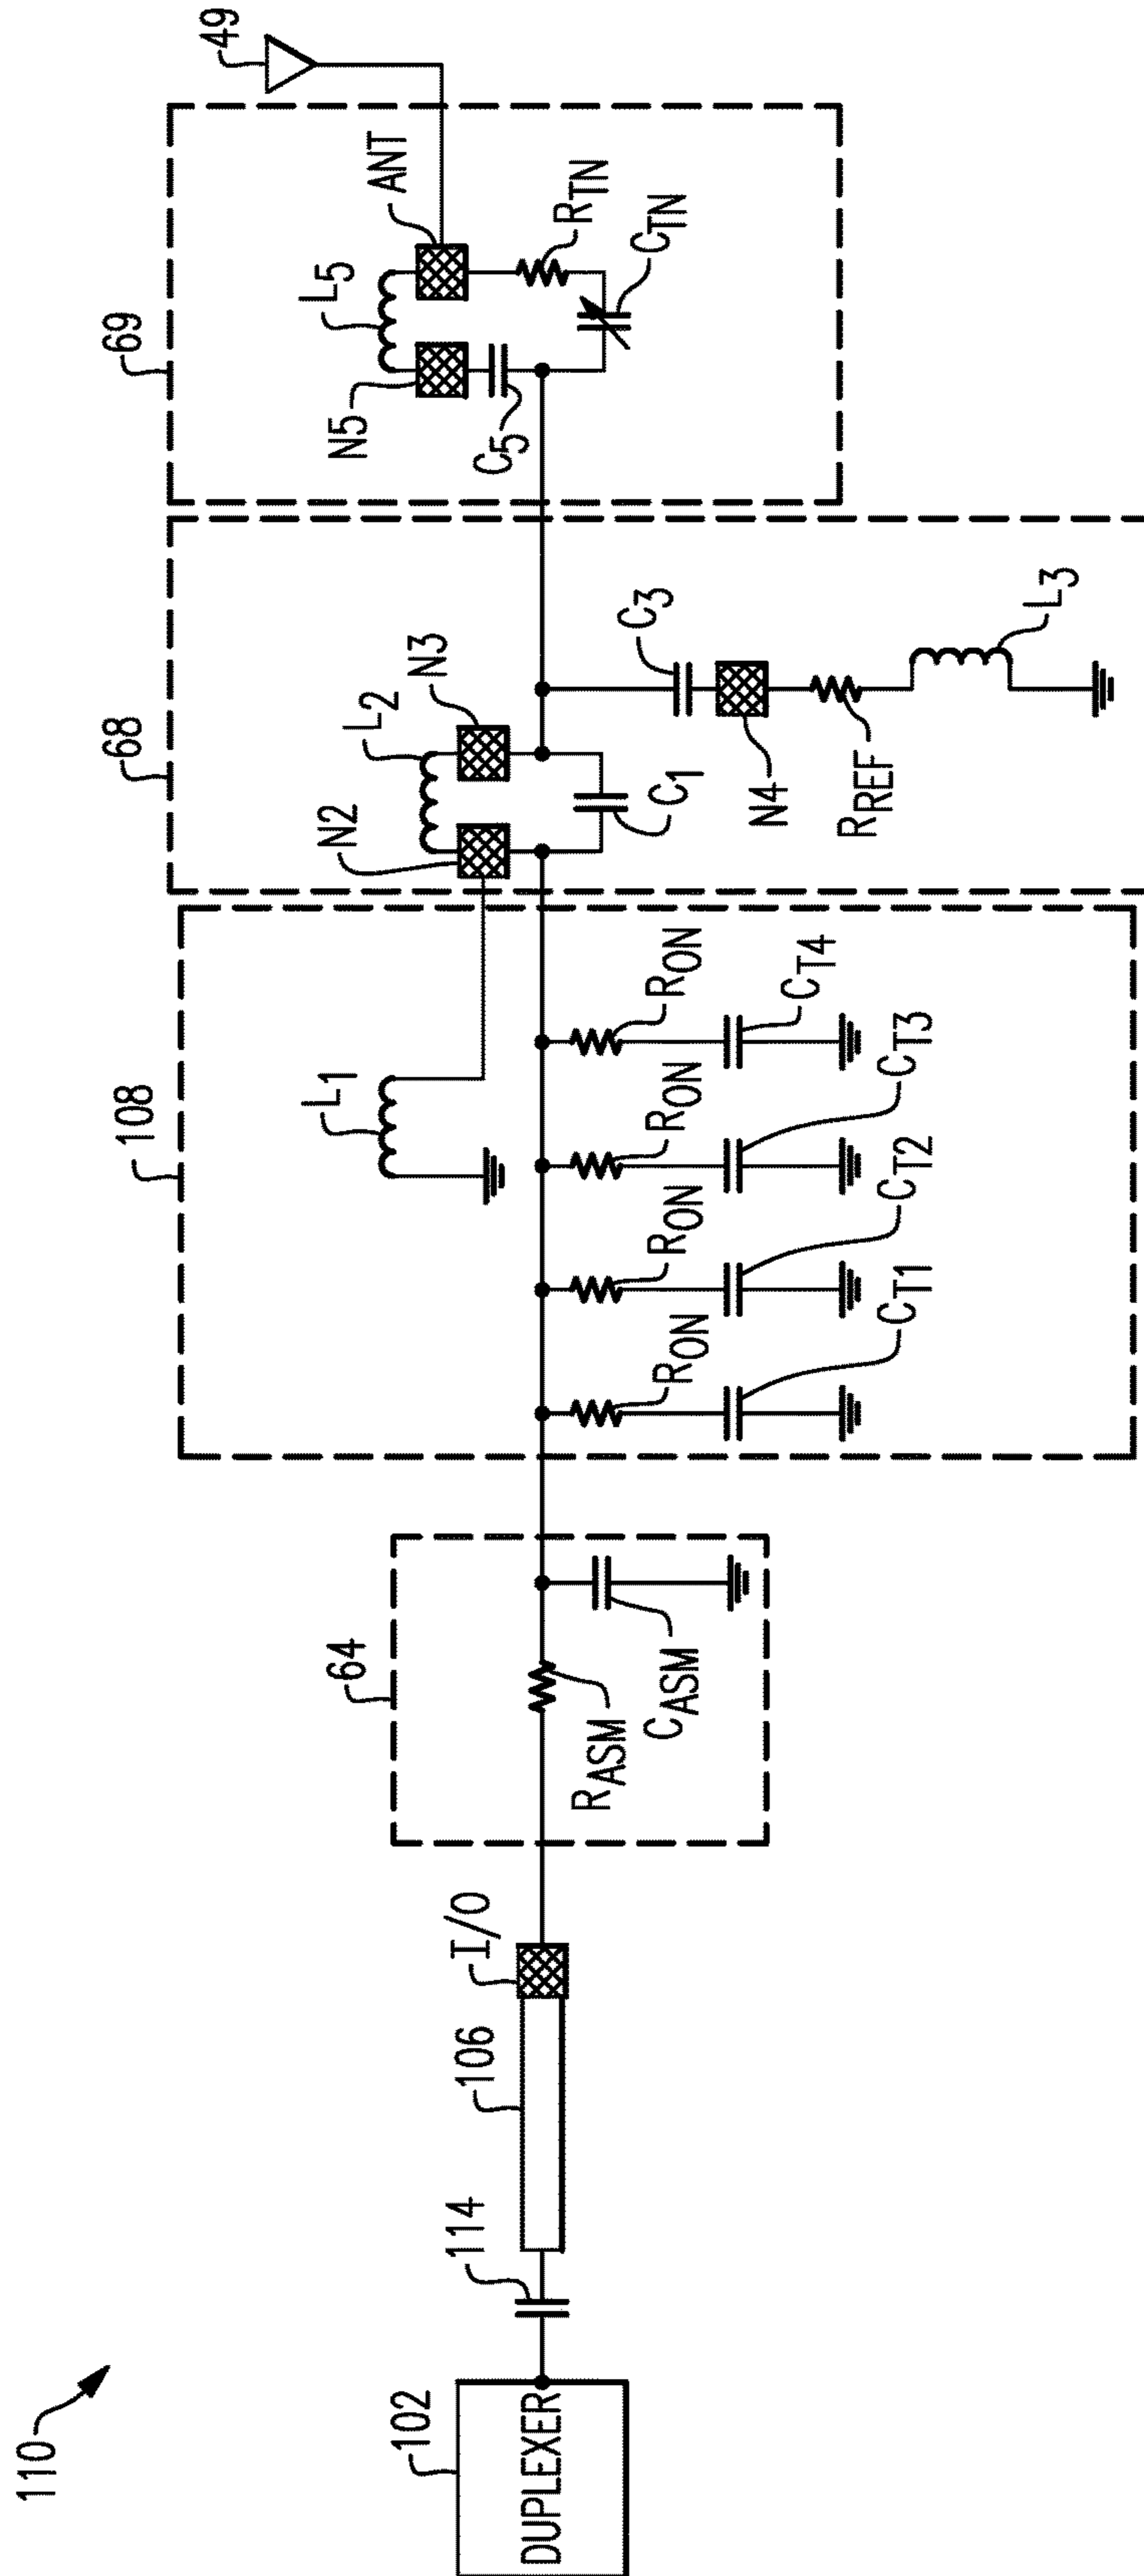 110
102
DUPLEXER
114
106
I/O
64
RASM
CASM
108
L1
RON
RON
RON
RON
CT1
CT2
CT3
CT4
68
N2
L2
N3
C1
C3
N4
RREF
L3
69
N5
L5
C5
ANT
RTN
CTN
49